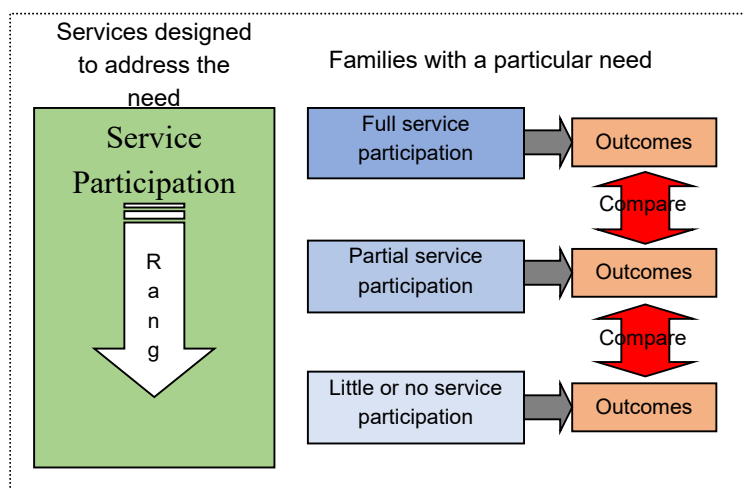 Services designed
to address the
need
Service
Participation
R
a
n
g
Families with a particular need
Full service
participation
Outcomes
Compare
Partial service
participation
Outcomes
Compare
Little or no service
participation
Outcomes